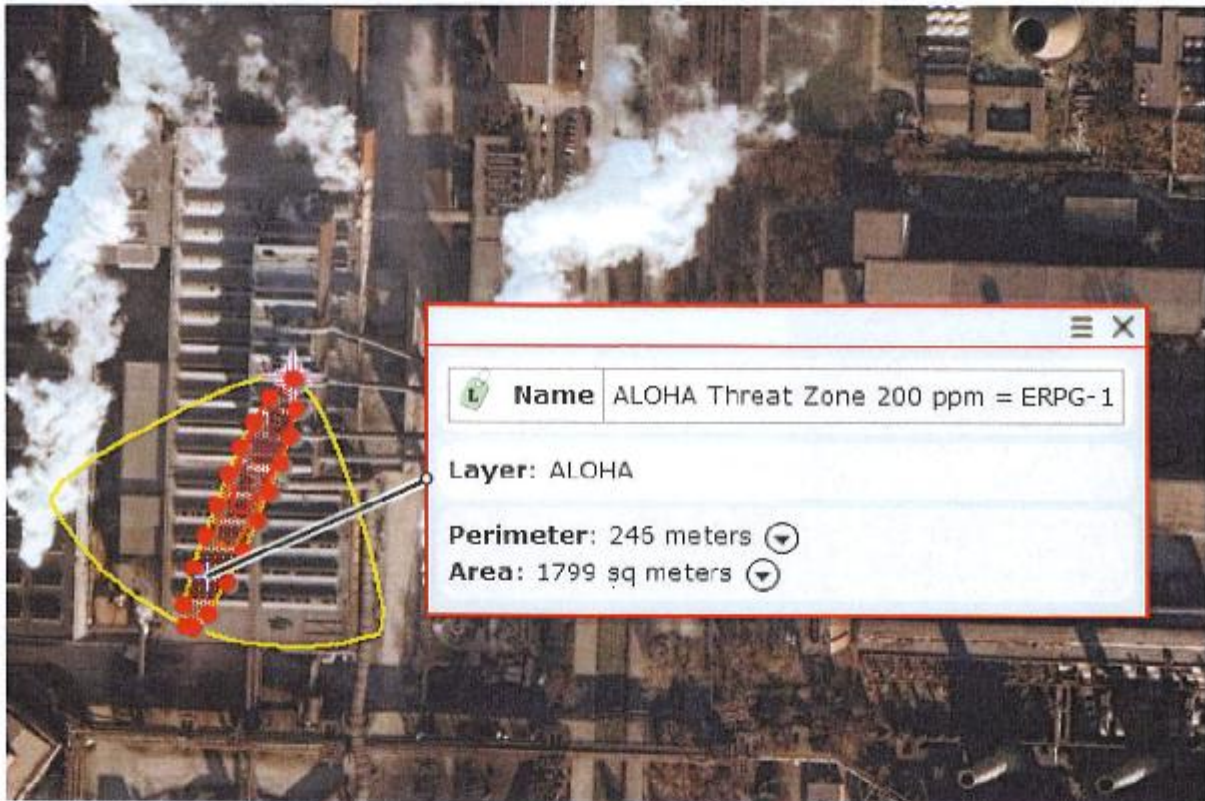 L Name ALOHA Threat Zone 200 ppm = ERPG-1
Layer: ALOHA
Perimeter: 245 meters
Area: 1799 sq meters